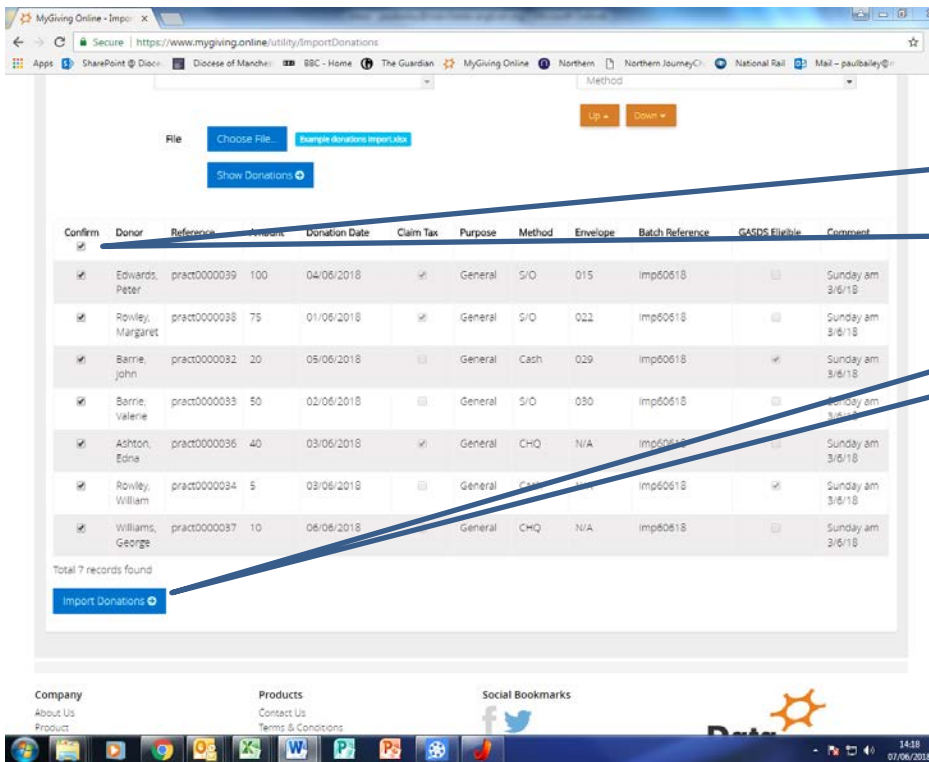 MyGiving Online - Impor
Secure | https://www.mygiving.online/utility/ImportDonations
Apps SharePoint @ Dioce Diocese of Manches BBC - Home The Guardian MyGiving Online Northern Northern JourneyCh National Rail Mail – paulbailey@
Method
Up Down
File Choose File... Example donations import.xlsx
Show Donations
Confirm Donor Reference Amount Donation Date Claim Tax Purpose Method Envelope Batch Reference GASDS Eligible Comment
Edwards, pract0000039 100 04/06/2018 General S/O 015 Imp60618 Sunday am
Peter 3/6/18
Rowley, pract0000038 75 01/06/2018 General S/O 022 Imp60618 Sunday am
Margaret 3/6/18
Barrie, pract0000032 20 05/06/2018 General Cash 029 Imp60618 Sunday am
John 3/6/18
Barrie, pract0000033 50 02/06/2018 General S/O 030 Imp60618 Sunday am
Valerie 3/6/18
Ashton, pract0000036 40 03/06/2018 General CHQ N/A Imp60618 Sunday am
Edna 3/6/18
Rowley, pract0000034 5 03/06/2018 General Cash N/A Imp60618 Sunday am
William 3/6/18
Williams, pract0000037 10 06/06/2018 General CHQ N/A Imp60618 Sunday am
George 3/6/18
Total 7 records found
Import Donations
Company Products Social Bookmarks
About Us Contact Us
Product Terms & Conditions
Data
14:18
07/06/2018